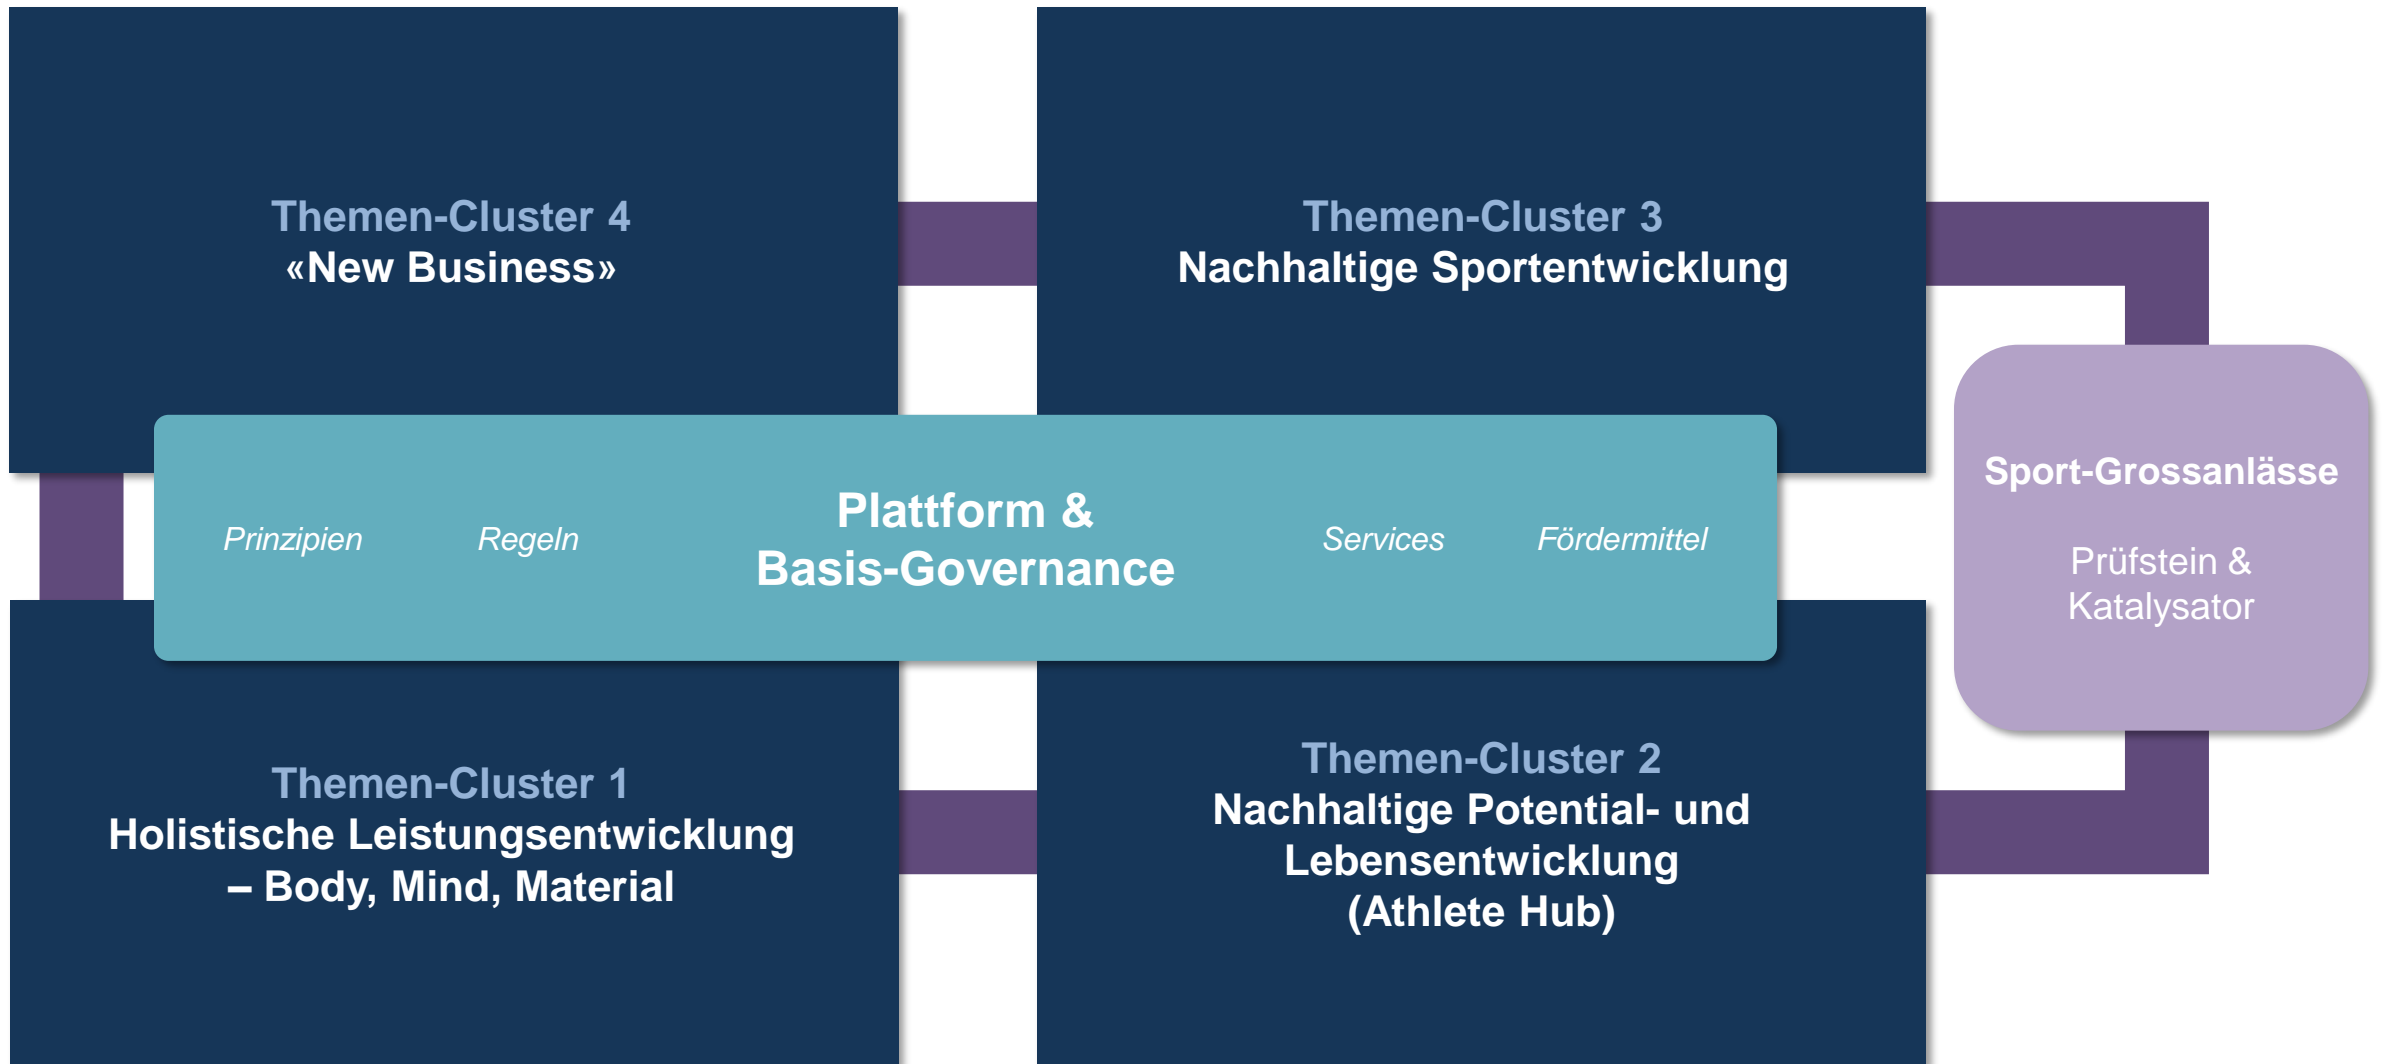 Themen-Cluster 4
«New Business»
Themen-Cluster 3
Nachhaltige Sportentwicklung
Prinzipien
Regeln
Plattform &
Basis-Governance
Services
Fördermittel
Sport-Grossanlässe
Prüfstein &
Katalysator
Themen-Cluster 1
Holistische Leistungsentwicklung
– Body, Mind, Material
Themen-Cluster 2
Nachhaltige Potential- und
Lebensentwicklung
(Athlete Hub)